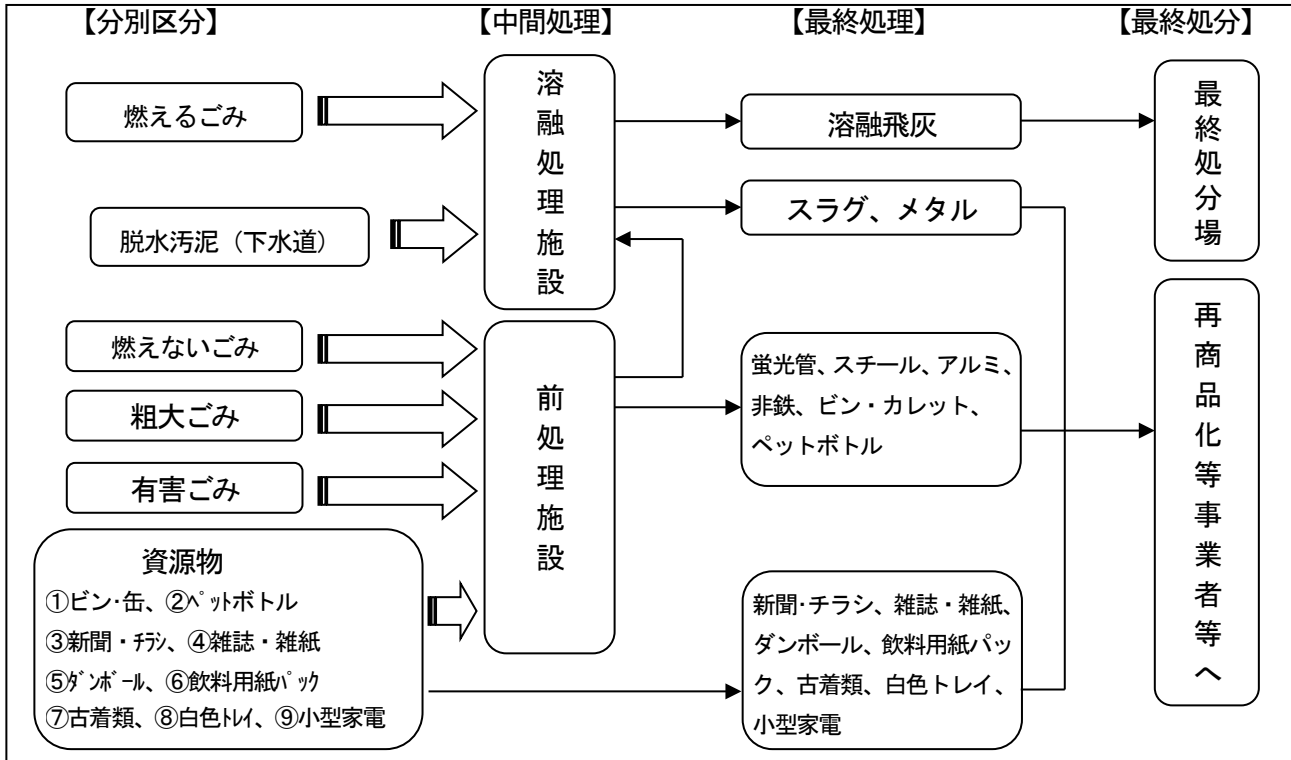 【分別区分】
【中間処理】
【最終処理】
【最終処分】
燃えるごみ
脱水汚泥（下水道）
燃えないごみ
粗大ごみ
有害ごみ
資源物
①ビン･缶、②ﾍﾟｯﾄボトル
③新聞・ﾁﾗｼ、④雑誌・雑紙
⑤ﾀﾞﾝﾎﾞｰﾙ、⑥飲料用紙ﾊﾟｯｸ
⑦古着類、⑧白色ﾄﾚｲ、⑨小型家電
溶融処理施設
前処理施設
溶融飛灰
スラグ、メタル
蛍光管、スチール、アルミ、
非鉄、ビン・カレット、
ペットボトル
新聞･チラシ、雑誌・雑紙、
ダンボール、飲料用紙パッ
ク、古着類、白色トレイ、
小型家電
最終処分場
再商品化等事業者等へ